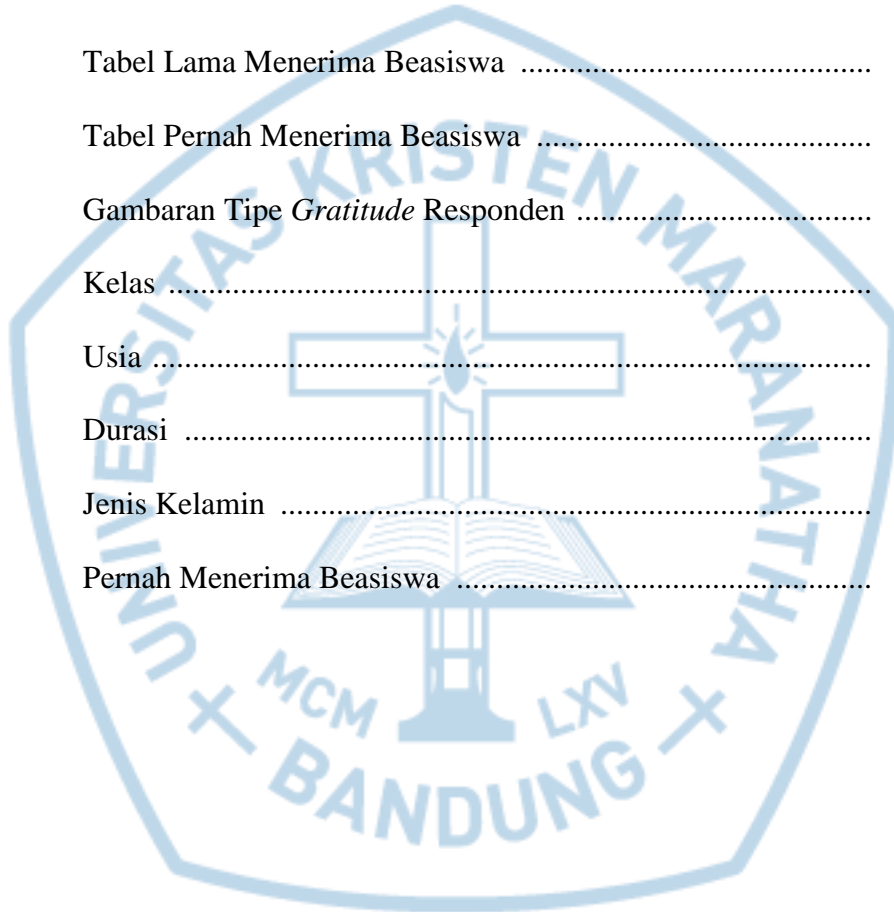 Tabel Lama Menerima Beasiswa ..........................................
Tabel Pernah Menerima Beasiswa ........................................
Gambaran Tipe Gratitude Responden ...................................
Kelas .....................................................................................
Usia .......................................................................................
Durasi ...................................................................................
Jenis Kelamin .......................................................................
Pernah Menerima Beasiswa ..................................................
UNIVERSITAS KRISTEN MARANATHA
MCM LXV
BANDUNG